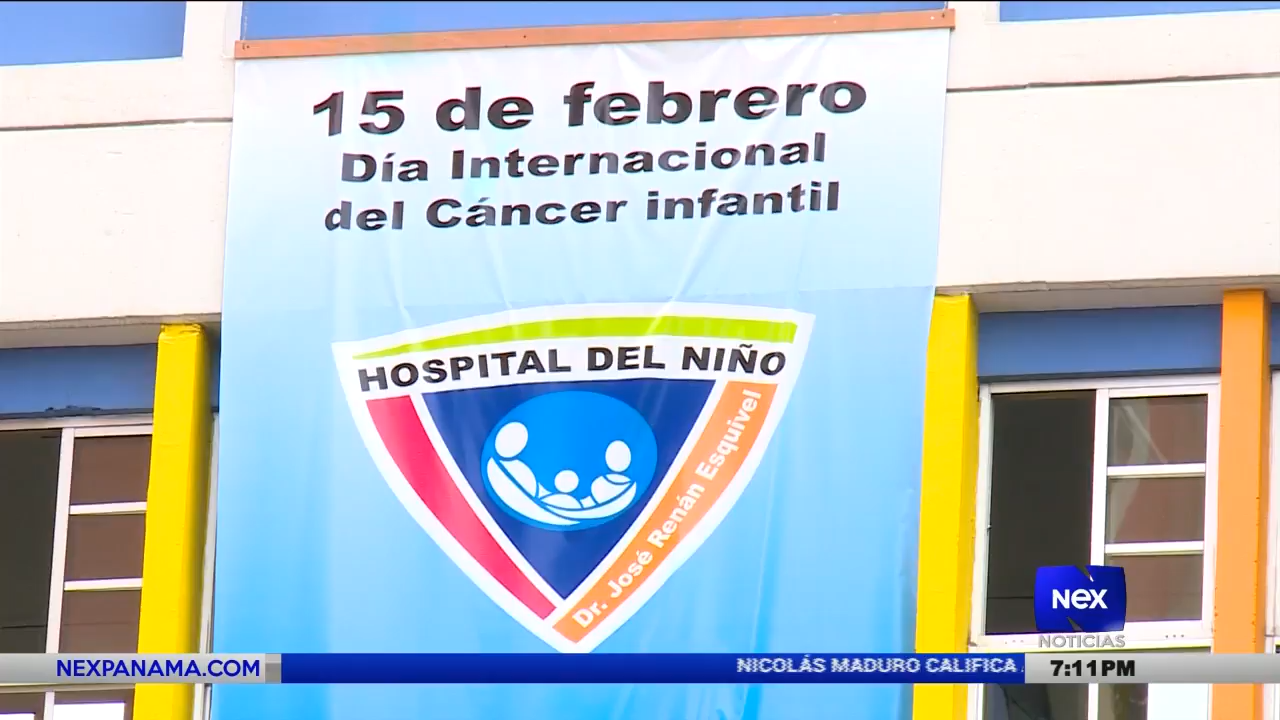 15 de febrero
Día Internacional
del Cáncer infantil
HOSPITAL DEL NIÑO
Dr. José Renán Esquivel
NEX
NOTICIAS
NEXPANAMA.COM
NICOLÁS MADURO CALIFICA
7:11PM